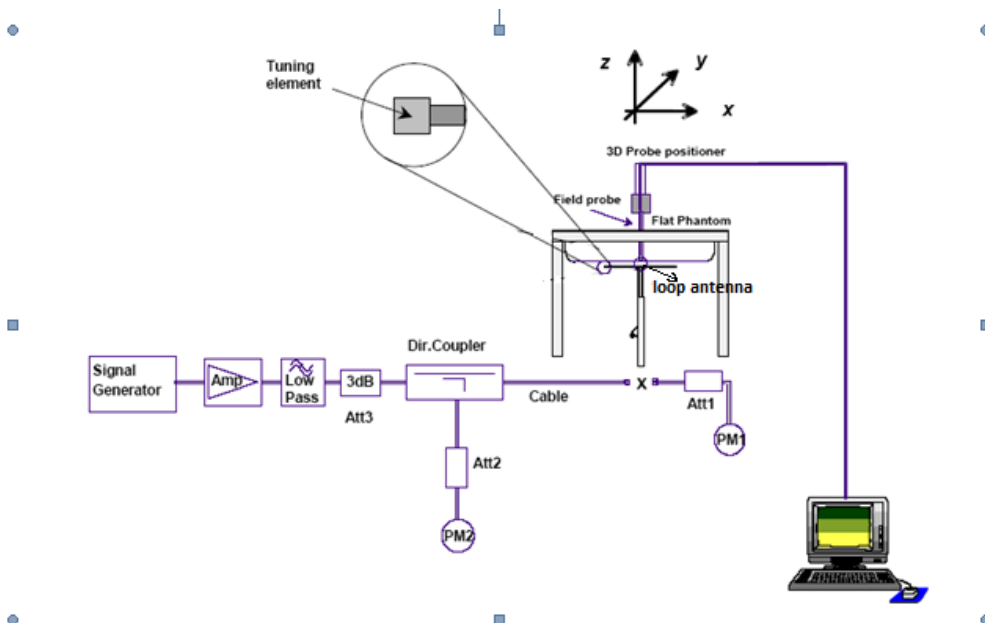 Tuning
element
z
y
x
3D Probe positioner
Field probe
Flat Phantom
loop antenna
Dir.Coupler
Signal
Generator
Amp
Low
Pass
3dB
Att3
Cable
X
Att1
PM1
Att2
PM2